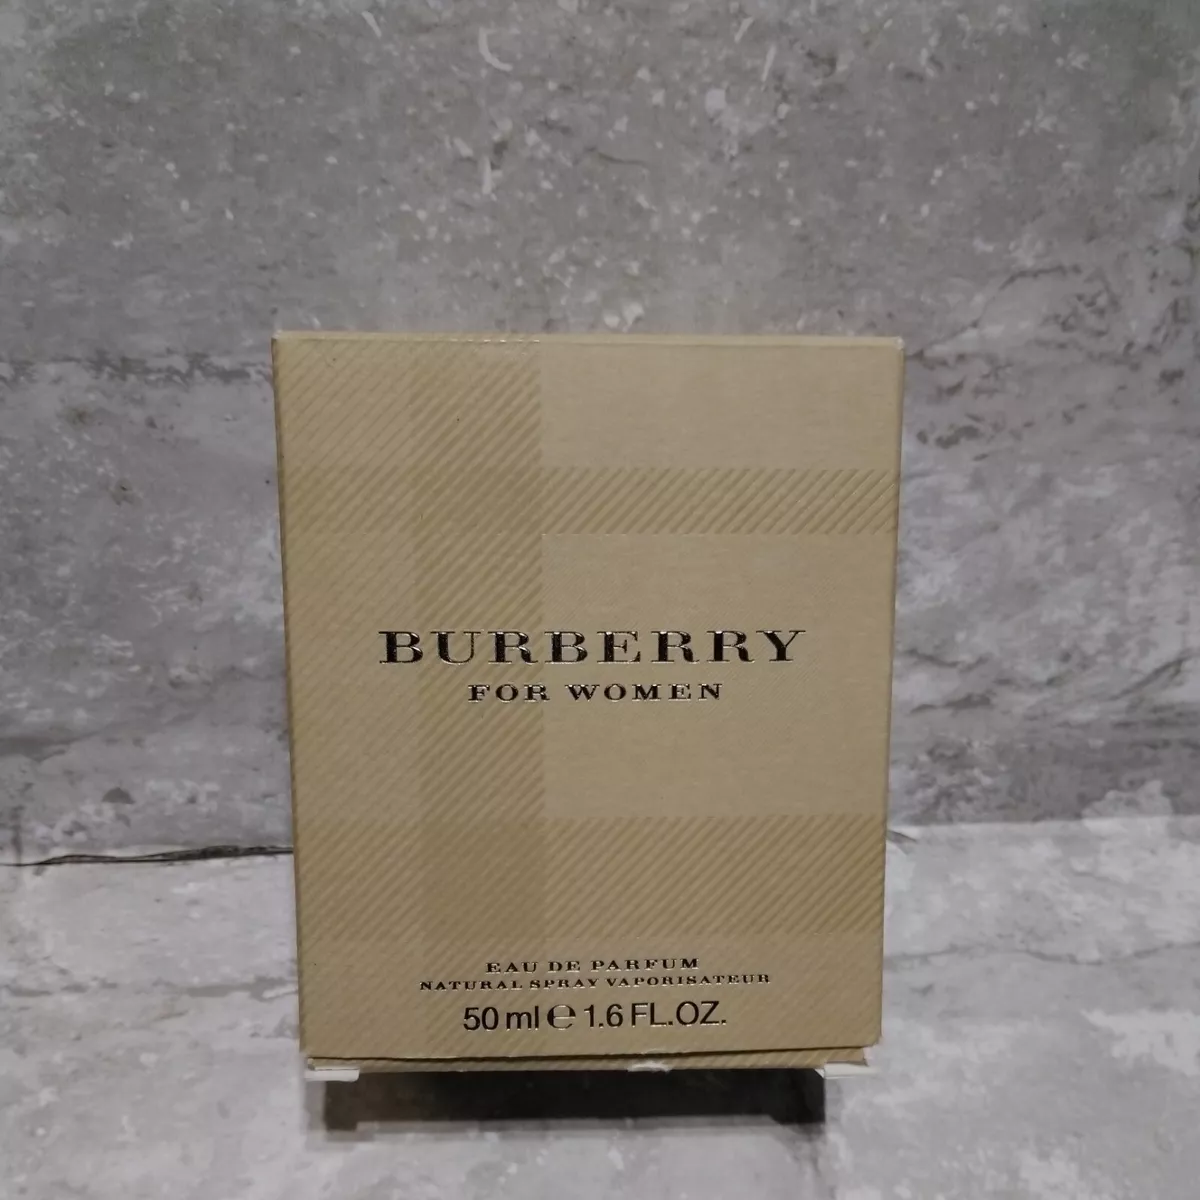 BURBERRY
FOR WOMEN
EAU DE PARFUM
NATURAL SPRAY VAPORISATEUR
50 ml ℮ 1.6 FL.OZ.